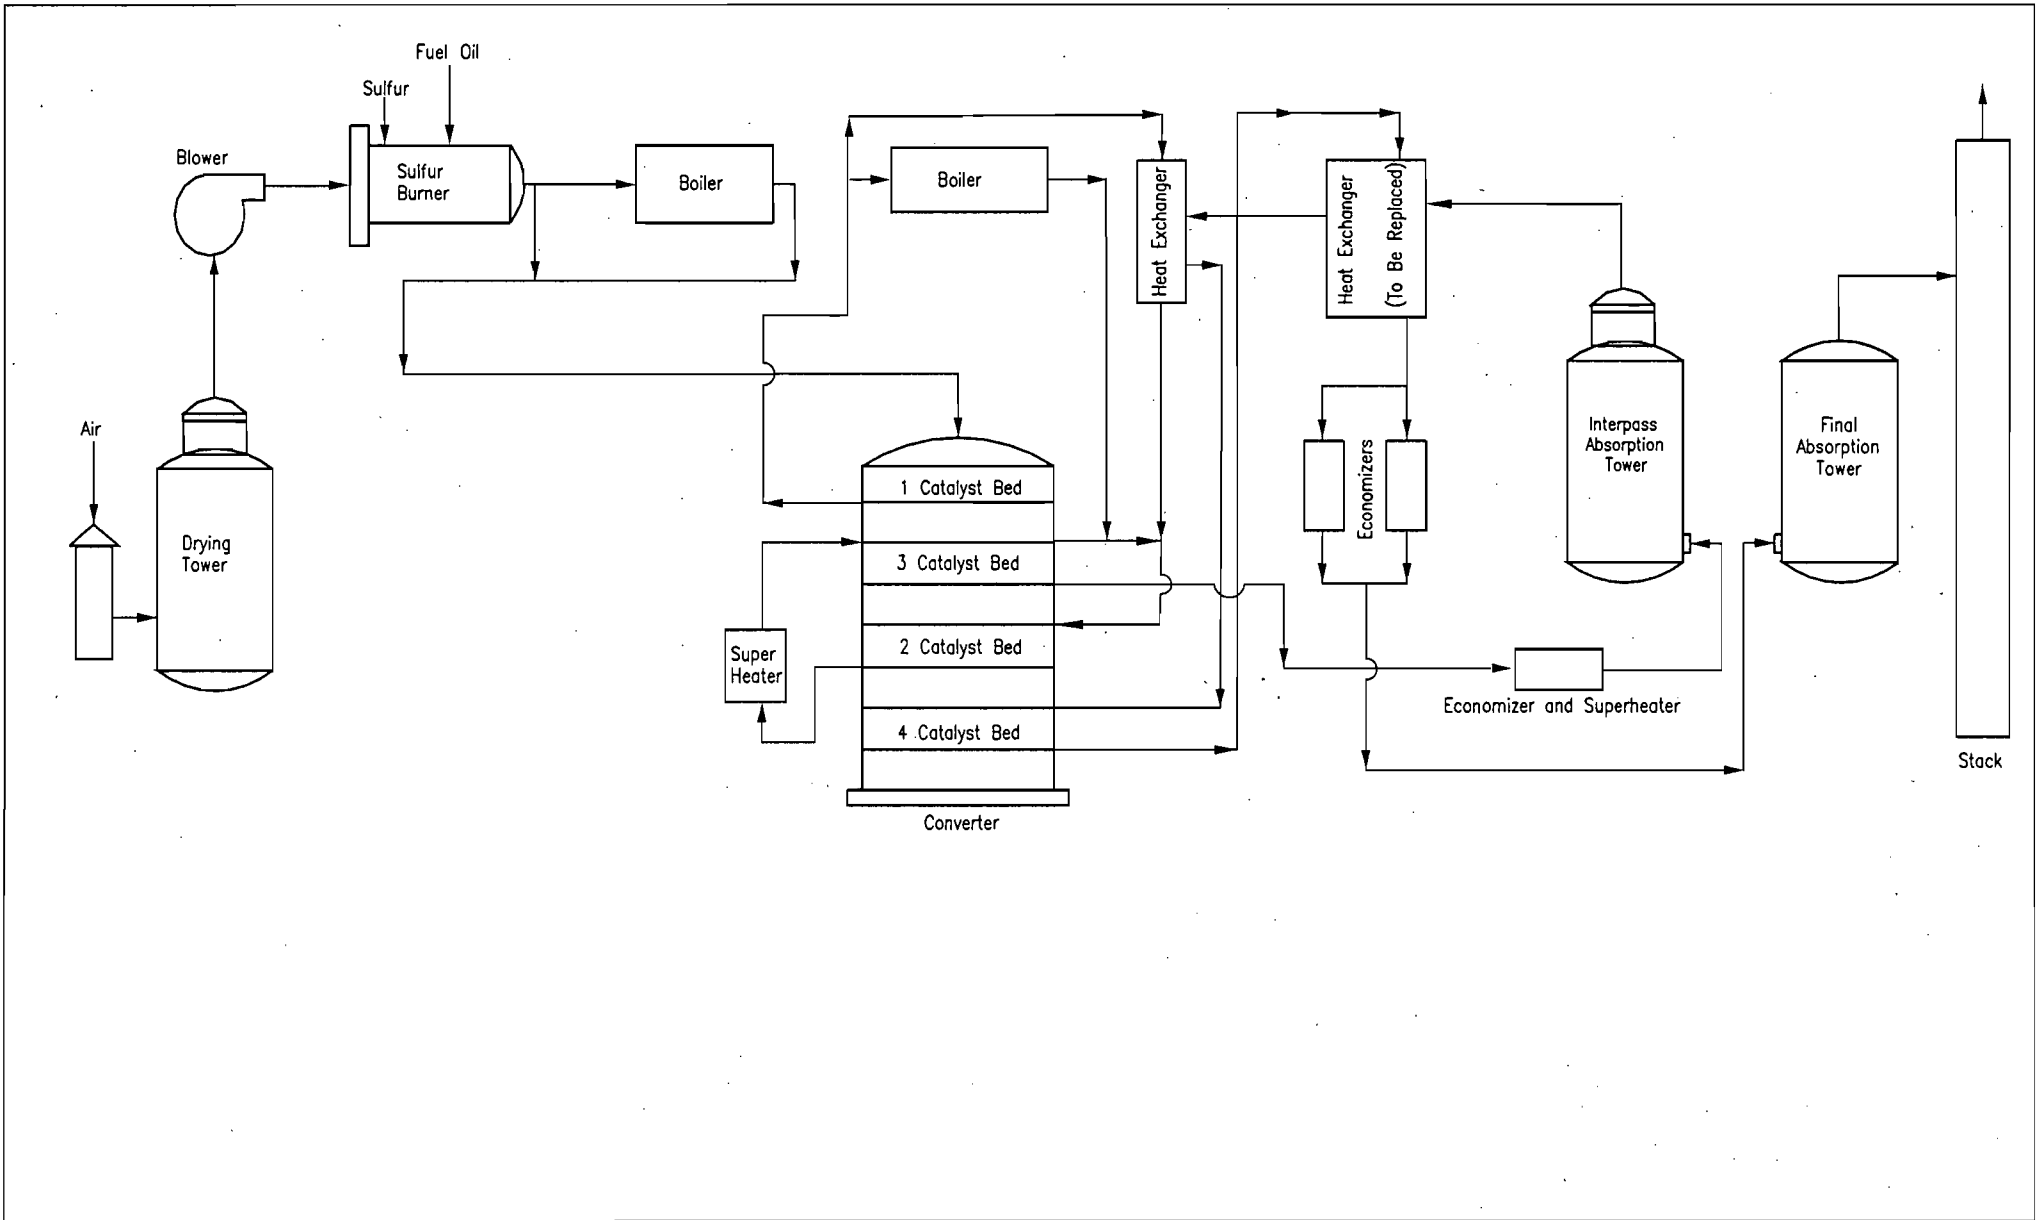 Fuel Oil
Sulfur
Blower
Sulfur
Burner
Boiler
Boiler
Heat Exchanger
Heat Exchanger
(To Be Replaced)
Air
Drying
Tower
1 Catalyst Bed
3 Catalyst Bed
2 Catalyst Bed
4 Catalyst Bed
Super
Heater
Converter
Economizers
Interpass
Absorption
Tower
Final
Absorption
Tower
Economizer and Superheater
Stack